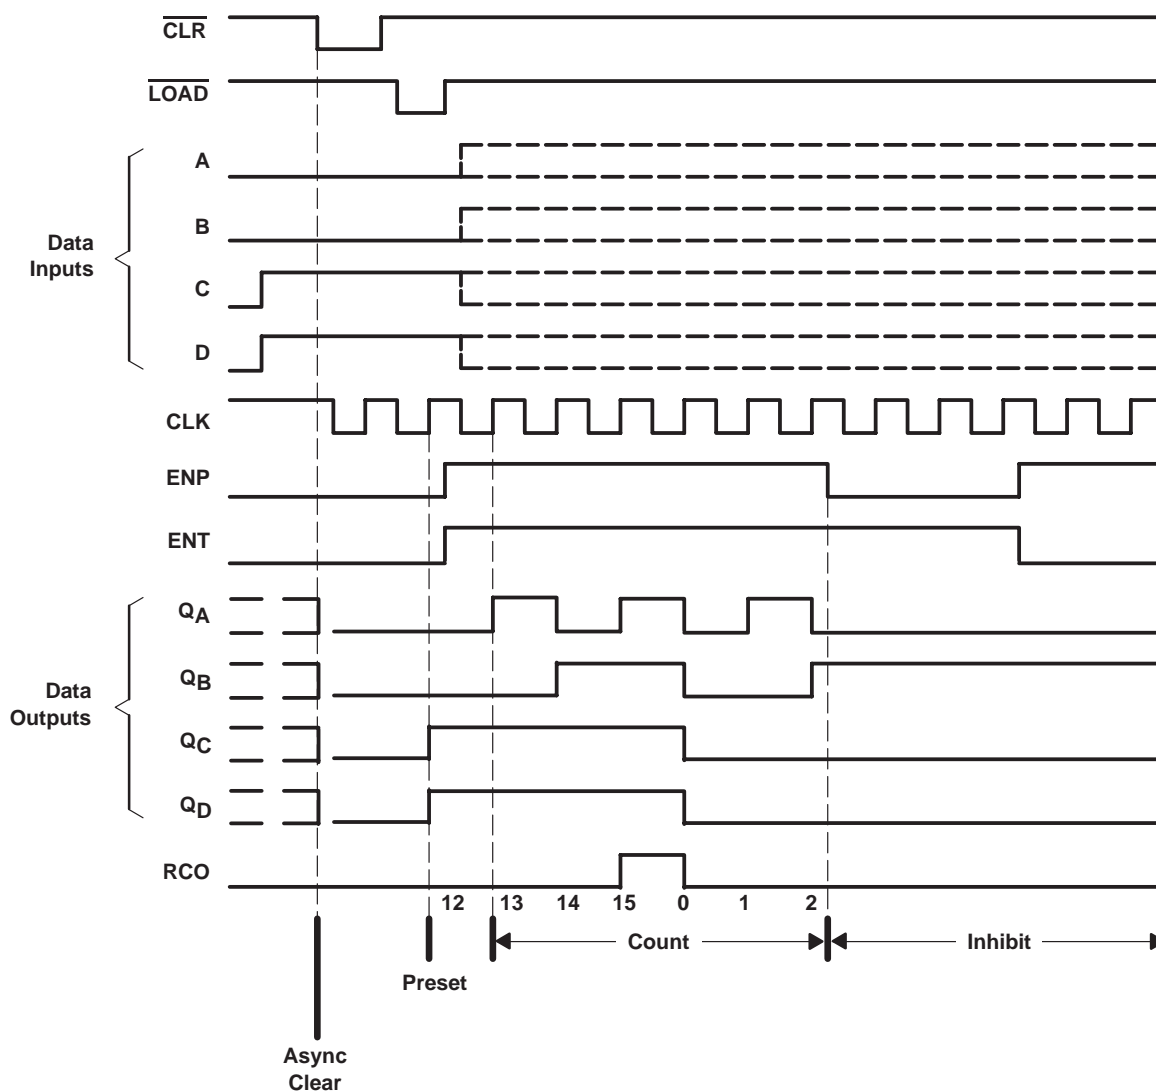 CLR
LOAD
A
B
Data
Inputs
C
D
CLK
ENP
ENT
QA
QB
Data
Outputs
QC
QD
RCO
12 13 14 15 0 1 2
Count Inhibit
Preset
Async
Clear